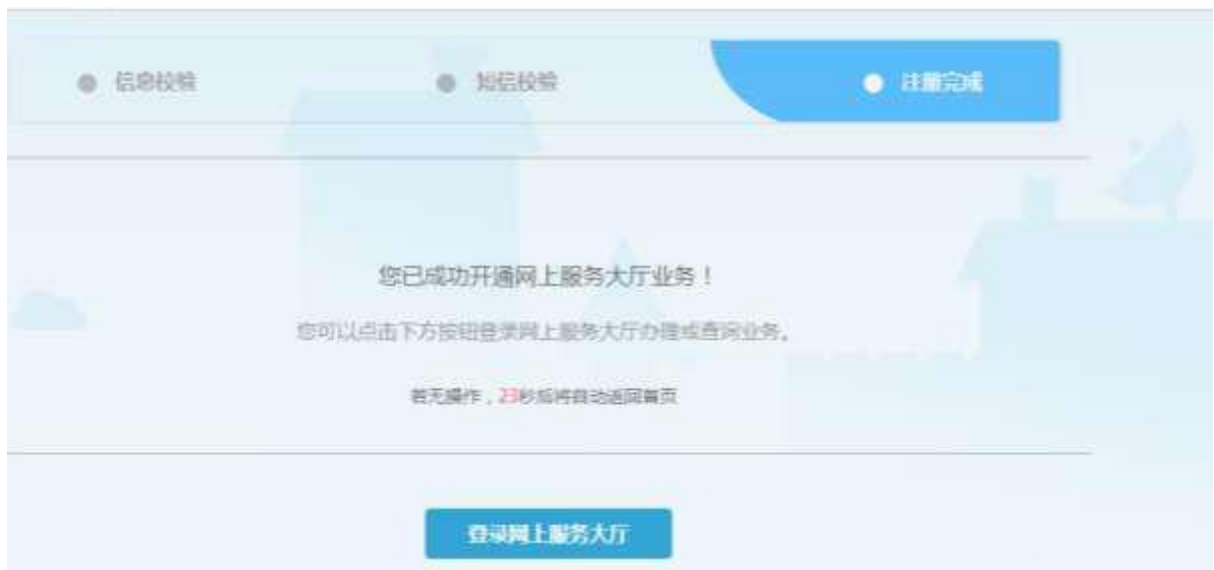 信息校验 短信校验 注册完成
您已成功开通网上服务大厅业务！
您可以点击下方按钮登录网上服务大厅办理或查询业务。
若无操作，23秒后将自动返回首页
登录网上服务大厅